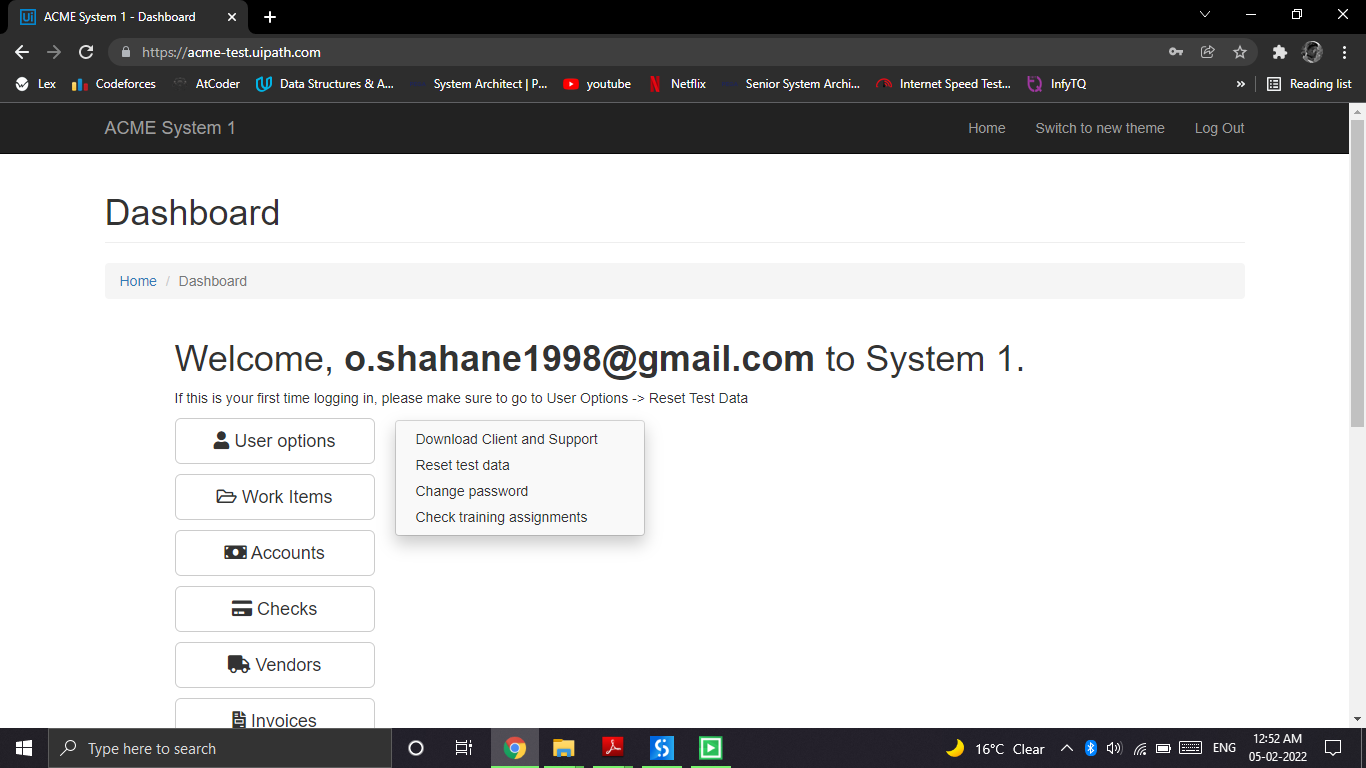 ACME System 1 - Dashboard
https://acme-test.uipath.com
Lex Codeforces AtCoder Data Structures & A... System Architect | P... youtube Netflix Senior System Archi... Internet Speed Test... InfyTQ » Reading list
ACME System 1 Home Switch to new theme Log Out
Dashboard
Home / Dashboard
Welcome, o.shahane1998@gmail.com to System 1.
If this is your first time logging in, please make sure to go to User Options -> Reset Test Data
User options
Download Client and Support
Reset test data
Change password
Check training assignments
Work Items
Accounts
Checks
Vendors
Invoices
Type here to search
16°C Clear
ENG
12:52 AM
05-02-2022